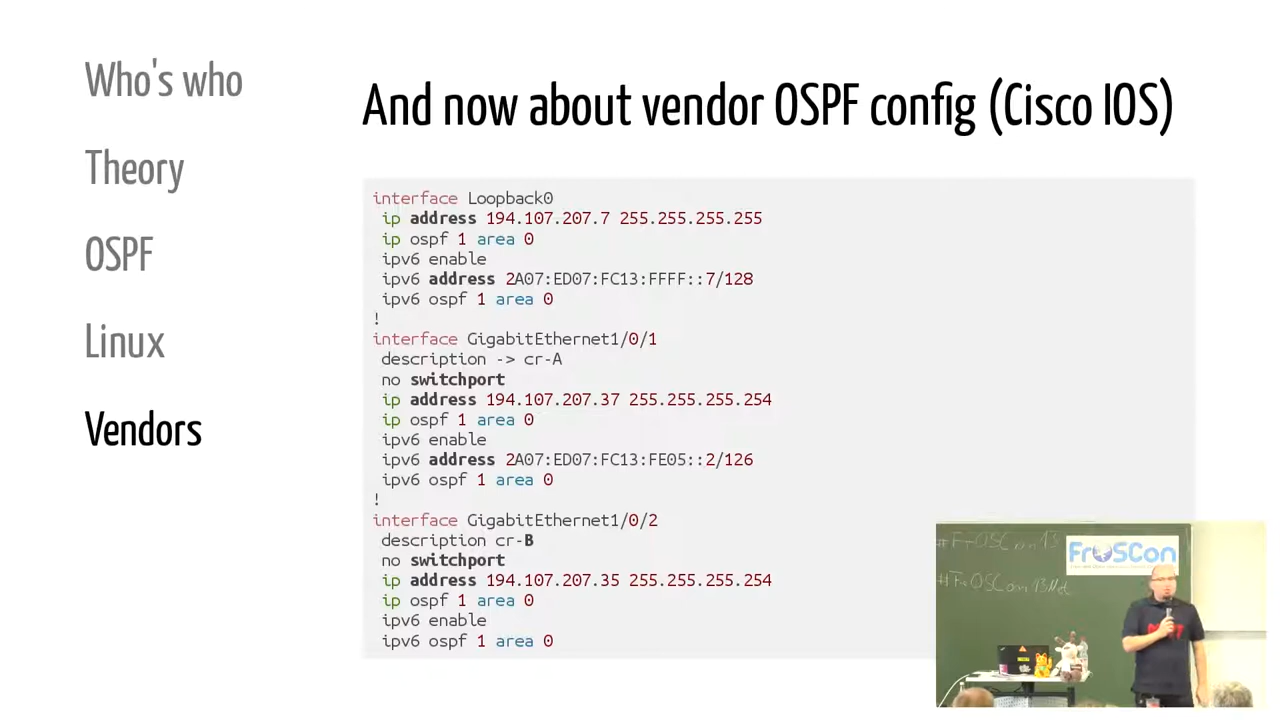 Who's who
Theory
OSPF
Linux
Vendors
And now about vendor OSPF config (Cisco IOS)
interface Loopback0
ip address 194.107.207.7 255.255.255.255
ip ospf 1 area 0
ipv6 enable
ipv6 address 2A07:ED07:FC13:FFFF::7/128
ipv6 ospf 1 area 0
!
interface GigabitEthernet1/0/1
description -> cr-A
no switchport
ip address 194.107.207.37 255.255.255.254
ip ospf 1 area 0
ipv6 enable
ipv6 address 2A07:ED07:FC13:FE05::2/126
ipv6 ospf 1 area 0
!
interface GigabitEthernet1/0/2
description cr-B
no switchport
ip address 194.107.207.35 255.255.255.254
ip ospf 1 area 0
ipv6 enable
ipv6 ospf 1 area 0
#FrOSCon13
FrOSCon
#FrOSCon13Net